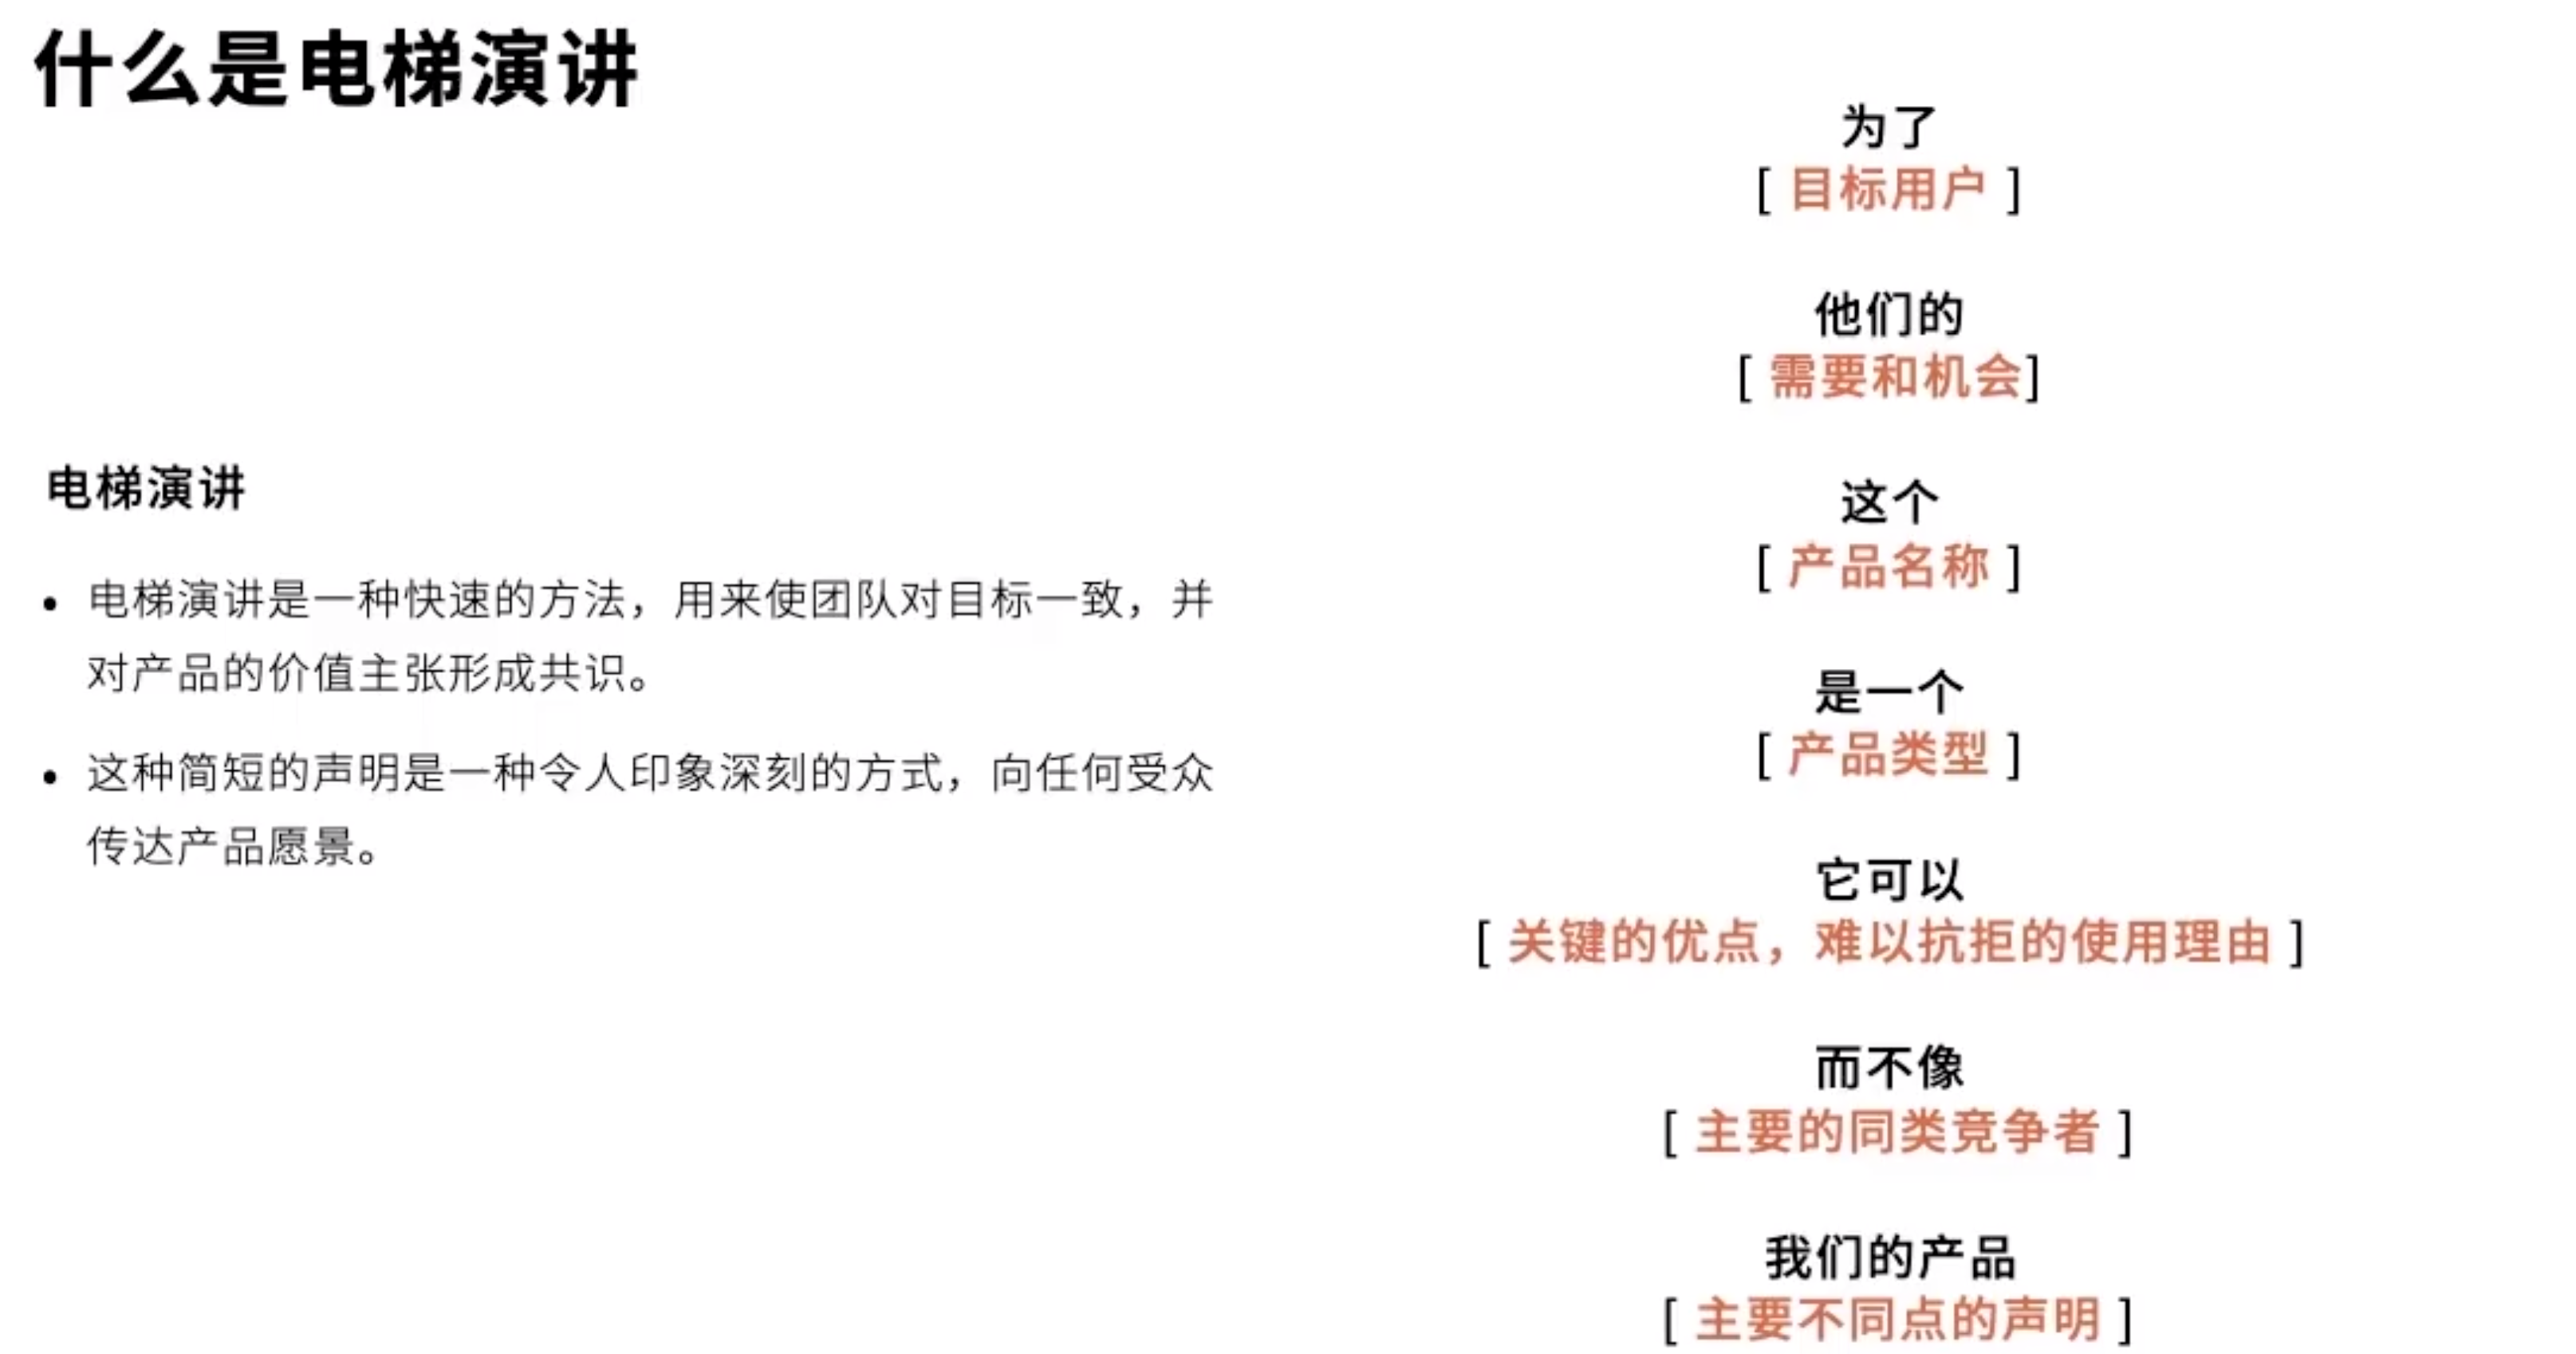 什么是电梯演讲
电梯演讲
• 电梯演讲是一种快速的方法，用来使团队对目标一致，并
对产品的价值主张形成共识。
• 这种简短的声明是一种令人印象深刻的方式，向任何受众
传达产品愿景。
为了
[ 目标用户 ]
他们的
[ 需要和机会]
这个
[ 产品名称 ]
是一个
[ 产品类型 ]
它可以
[ 关键的优点，难以抗拒的使用理由 ]
而不像
[ 主要的同类竞争者 ]
我们的产品
[ 主要不同点的声明 ]